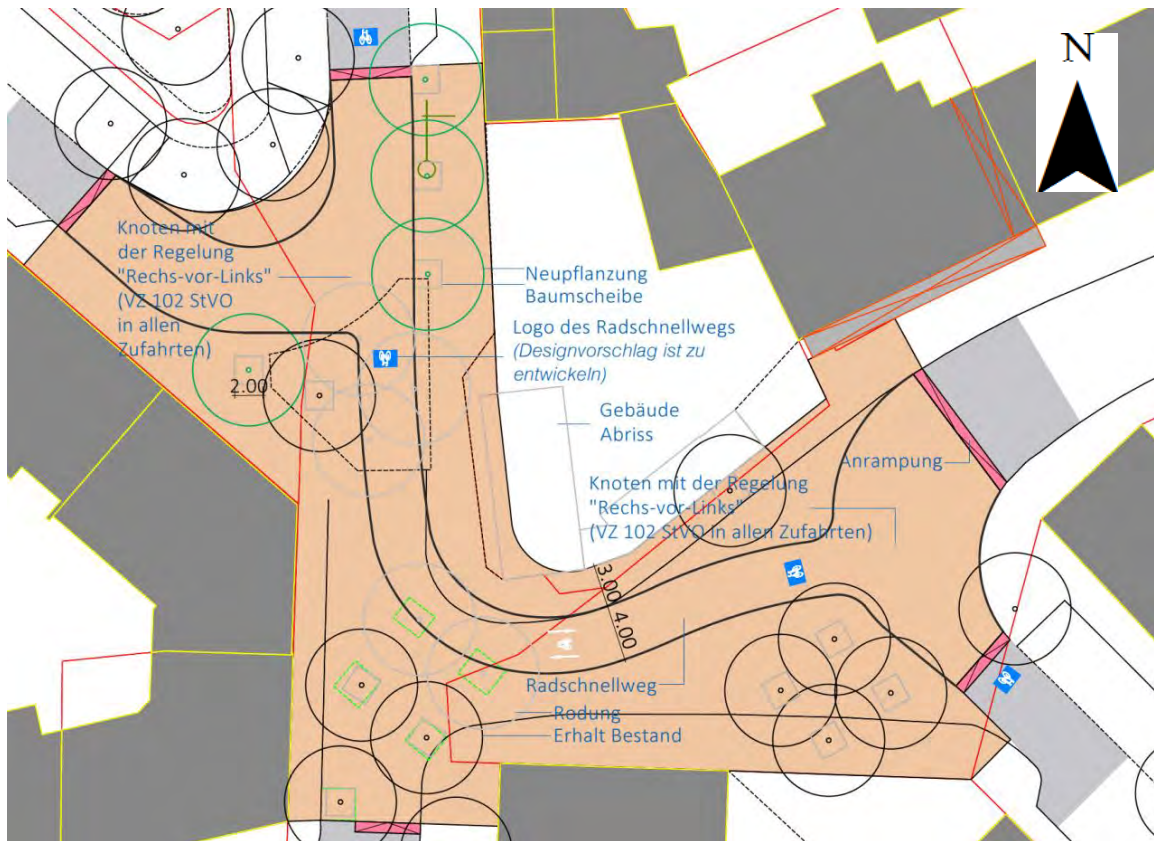 N
Knoten mit
der Regelung
"Rechs-vor-Links"
(VZ 102 StVO
in allen
Zufahrten)
Neupflanzung
Baumscheibe
Logo des Radschnellwegs
(Designvorschlag ist zu
entwickeln)
2.00
Gebäude
Abriss
Anrampung
Knoten mit der Regelung
"Rechs-vor-Links"
(VZ 102 StVO in allen Zufahrten)
3.00
4.00
Radschnellweg
Rodung
Erhalt Bestand